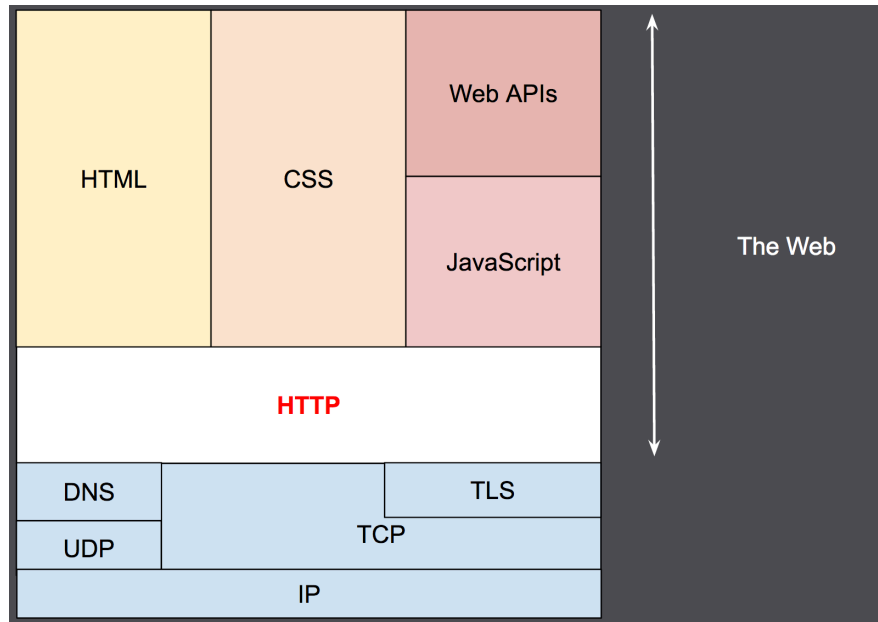 Web APIs
HTML
CSS
JavaScript
The Web
HTTP
DNS
TLS
UDP
TCP
IP